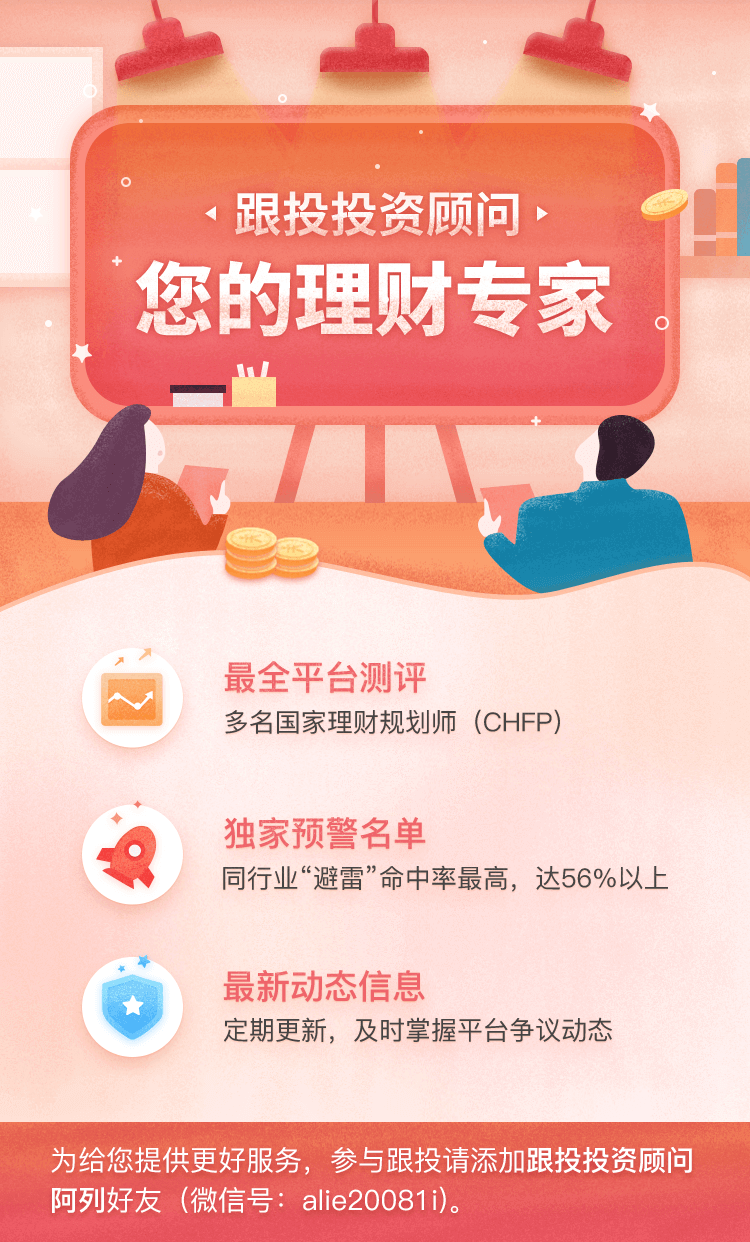 跟投投资顾问
您的理财专家
最全平台测评
多名国家理财规划师（CHFP）
独家预警名单
同行业“避雷”命中率最高，达56%以上
最新动态信息
定期更新，及时掌握平台争议动态
为给您提供更好服务，参与跟投请添加跟投投资顾问
阿列好友（微信号：alie20081i）。